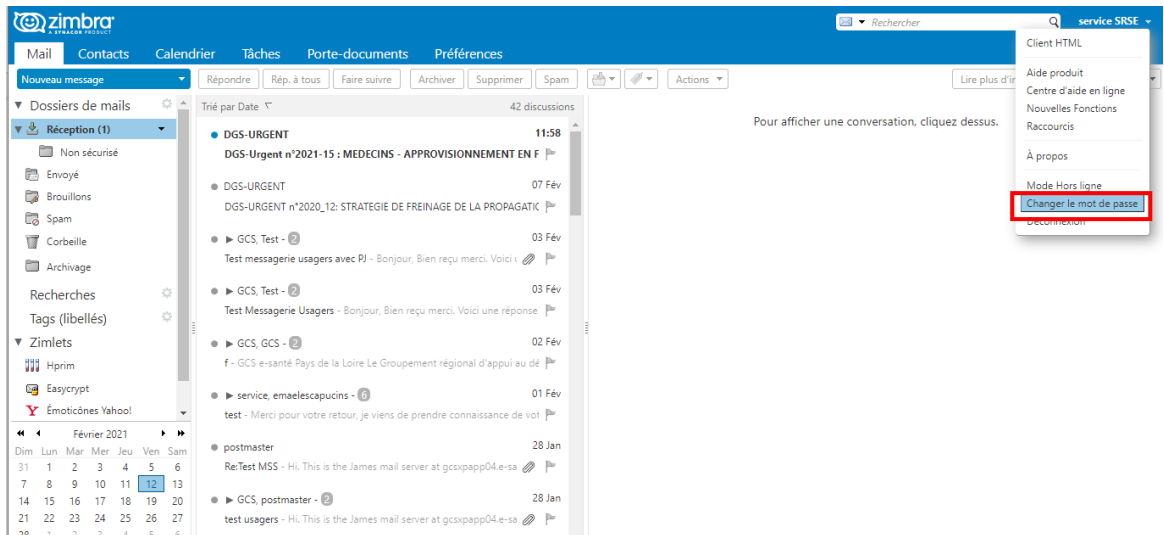 zimbra
A SYNACOR PRODUCT
Rechercher
service SRSE
Mail Contacts Calendrier Tâches Porte-documents Préférences
Nouveau message
Répondre Rép. à tous Faire suivre Archiver Supprimer Spam Actions Lire plus d'ir
Client HTML
Aide produit
Centre d'aide en ligne
Nouvelles Fonctions
Raccourcis
À propos
Mode Hors ligne
Changer le mot de passe
Déconnexion
Dossiers de mails
Réception (1)
Non sécurisé
Envoyé
Brouillons
Spam
Corbeille
Archivage
Recherches
Tags (libellés)
Zimlets
Hprim
Easycrypt
Émoticônes Yahoo!
Février 2021
Dim Lun Mar Mer Jeu Ven Sam
31 1 2 3 4 5 6
7 8 9 10 11 12 13
14 15 16 17 18 19 20
21 22 23 24 25 26 27
28 1 2 3 4 5 6
Trié par Date 42 discussions
DGS-URGENT 11:58
DGS-Urgent n°2021-15 : MEDECINS - APPROVISIONNEMENT EN F
DGS-URGENT 07 Fév
DGS-URGENT n°2020_12: STRATEGIE DE FREINAGE DE LA PROPAGATIC
GCS, Test - 2 03 Fév
Test messagerie usagers avec PJ - Bonjour, Bien reçu merci. Voici
GCS, Test - 2 03 Fév
Test Messagerie Usagers - Bonjour, Bien reçu merci. Voici une réponse
GCS, GCS - 2 02 Fév
f - GCS e-santé Pays de la Loire Le Groupement régional d'appui au dé
service, emaelescapucins - 6 01 Fév
test - Merci pour votre retour, je viens de prendre connaissance de vot
postmaster 28 Jan
Re:Test MSS - Hi. This is the James mail server at gcsxpapp04.e-sa
GCS, postmaster - 2 28 Jan
test usagers - Hi. This is the James mail server at gcsxpapp04.e-sa
Pour afficher une conversation, cliquez dessus.